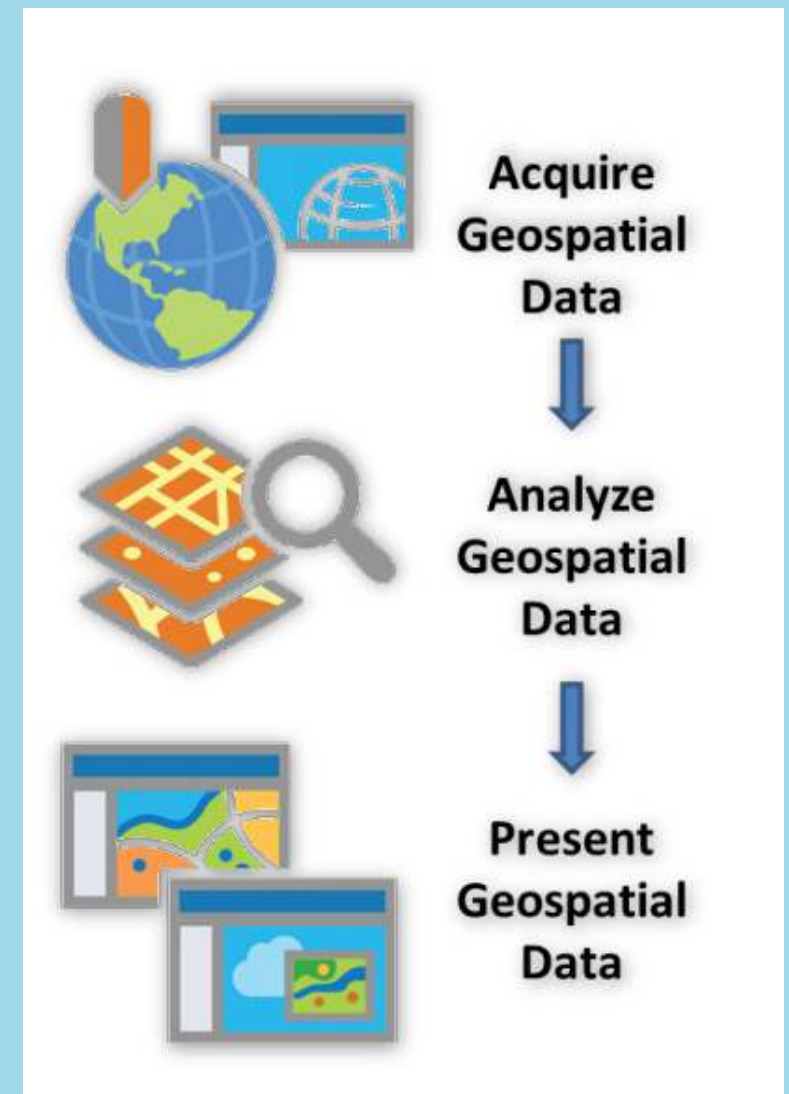 Acquire
Geospatial
Data
Analyze
Geospatial
Data
Present
Geospatial
Data